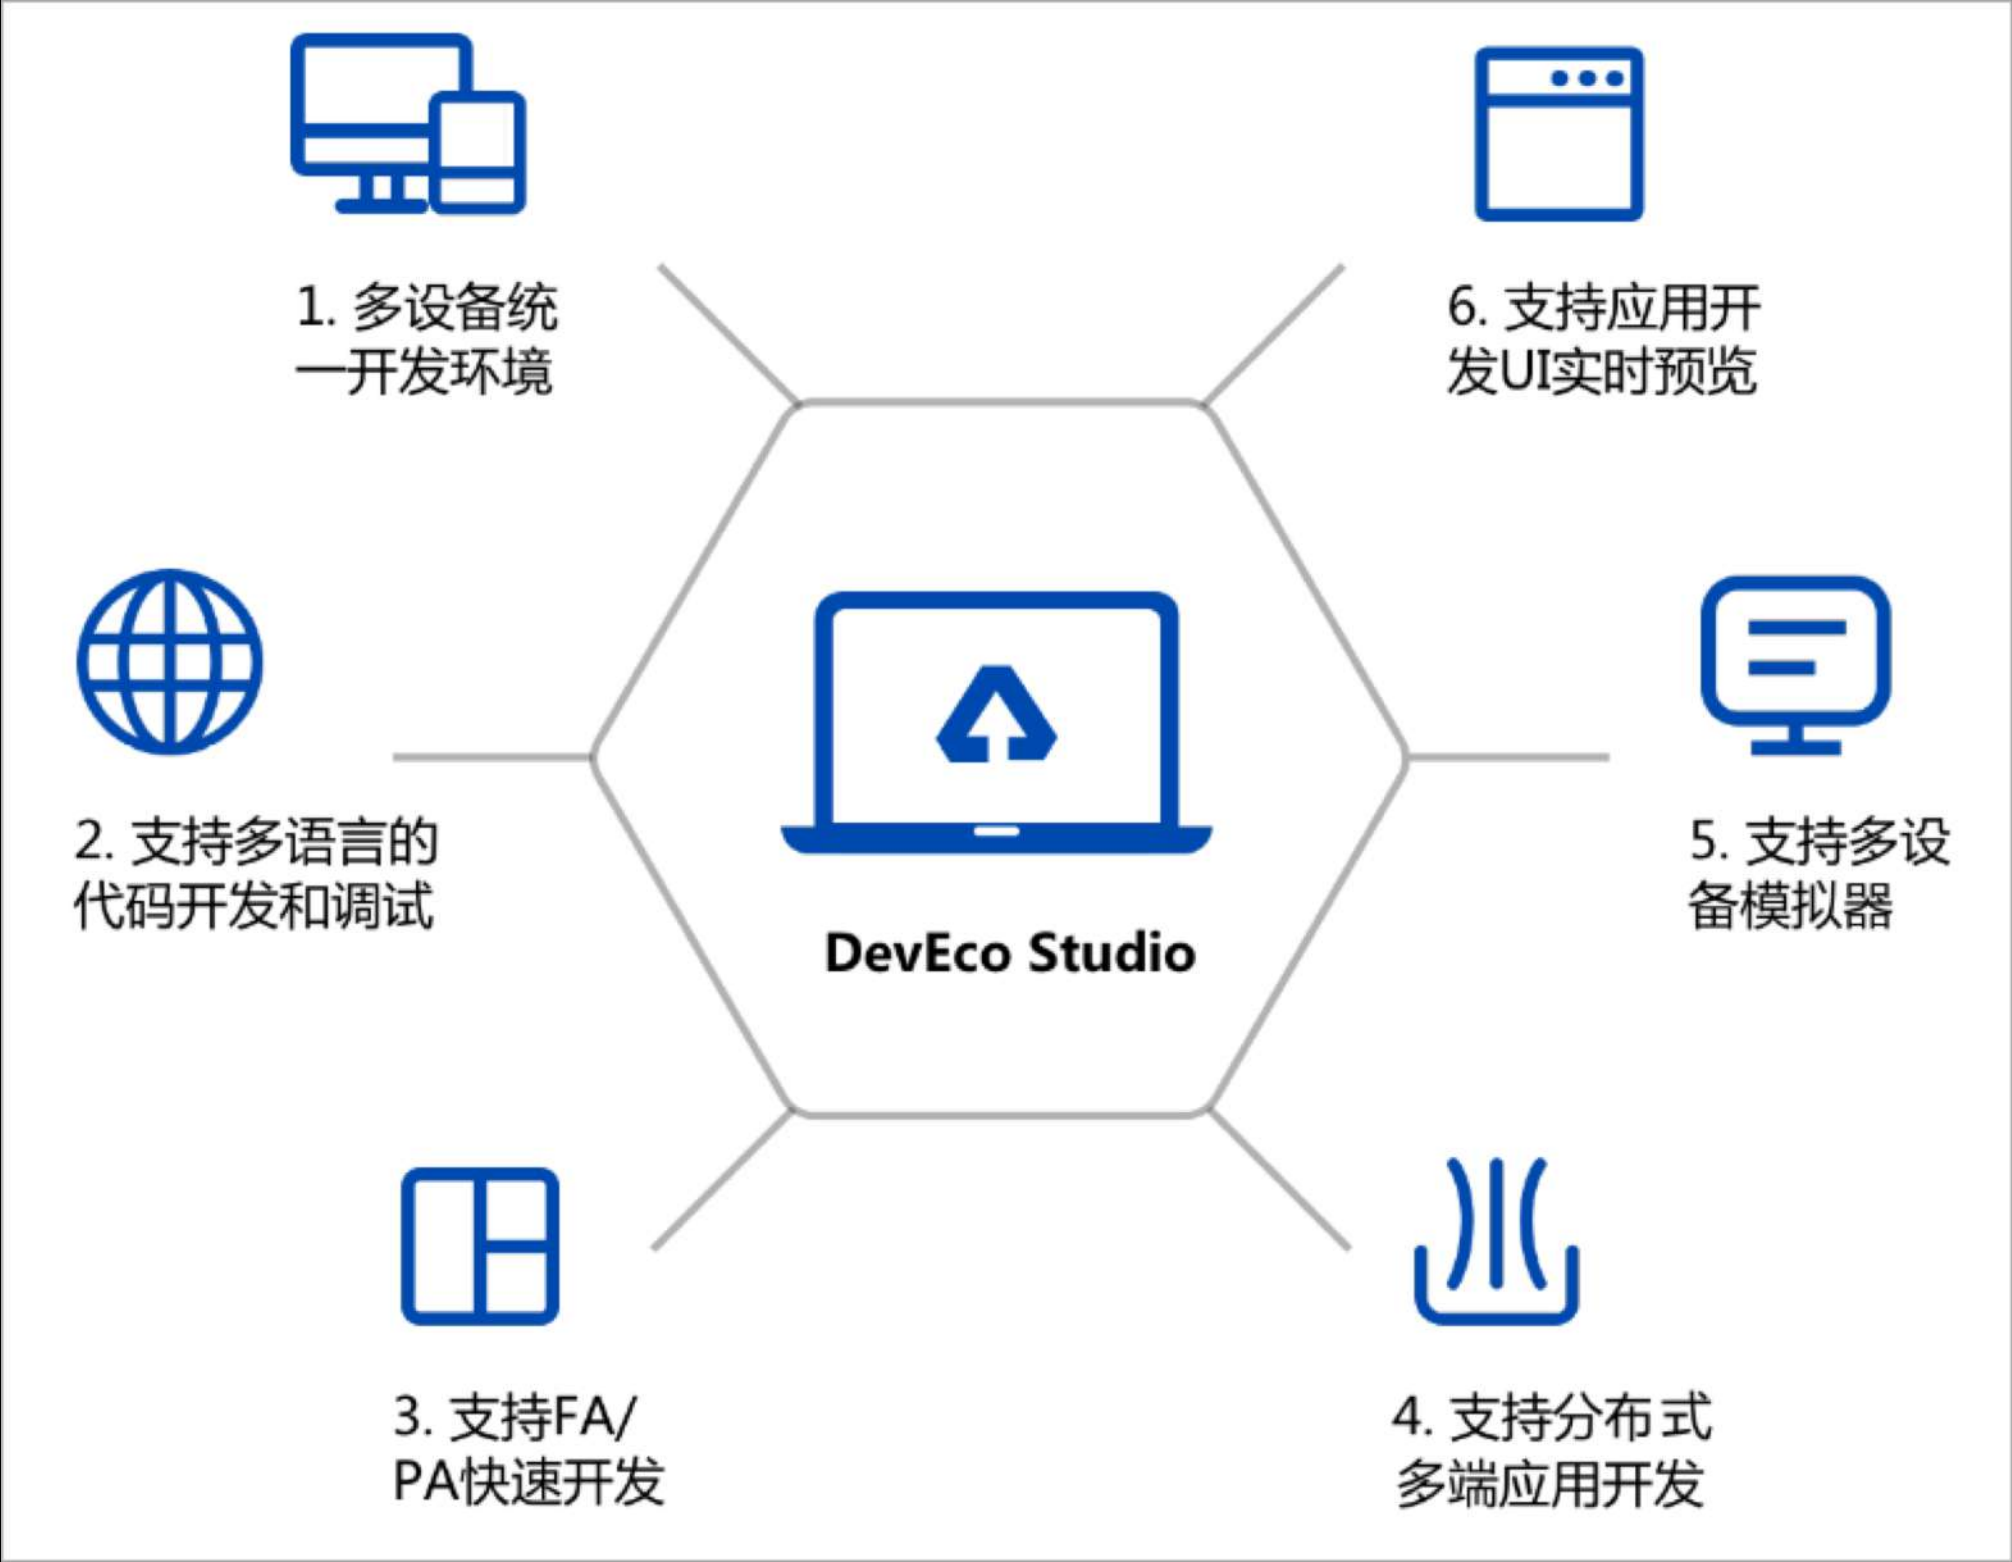 1. 多设备统
一开发环境
2. 支持多语言的
代码开发和调试
3. 支持FA/
PA快速开发
4. 支持分布式
多端应用开发
5. 支持多设
备模拟器
6. 支持应用开
发UI实时预览
DevEco Studio